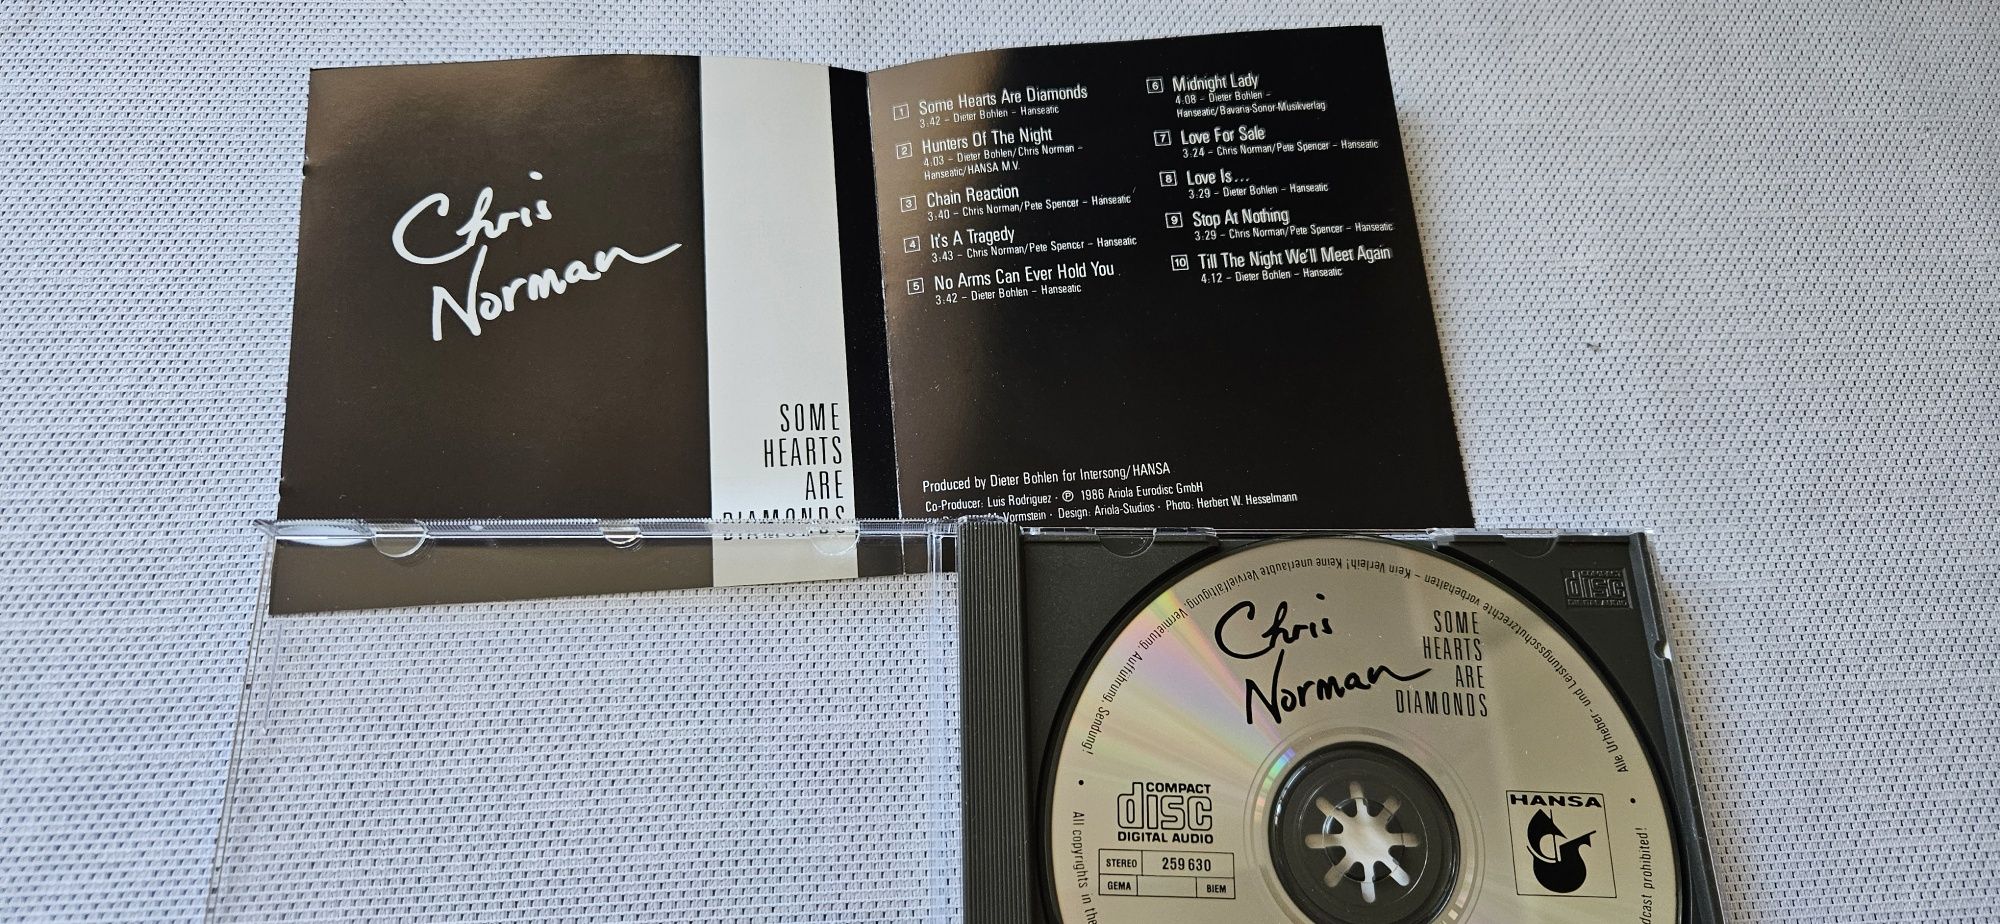 Chris
Norman
SOME
HEARTS
ARE
DIAMONDS
1 Some Hearts Are Diamonds
3:42 – Dieter Bohlen – Hanseatic
2 Hunters Of The Night
4:03 – Dieter Bohlen/Chris Norman –
Hanseatic/HANSA M.V.
3 Chain Reaction
3:40 – Chris Norman/Pete Spencer – Hanseatic
4 It's A Tragedy
3:43 – Chris Norman/Pete Spencer – Hanseatic
5 No Arms Can Ever Hold You
3:42 – Dieter Bohlen – Hanseatic
6 Midnight Lady
4:08 – Dieter Bohlen –
Hanseatic/Bavaria-Sonor-Musikverlag
7 Love For Sale
3:24 – Chris Norman/Pete Spencer – Hanseatic
8 Love Is...
3:29 – Dieter Bohlen – Hanseatic
9 Stop At Nothing
3:29 – Chris Norman/Pete Spencer – Hanseatic
10 Till The Night We'll Meet Again
4:12 – Dieter Bohlen – Hanseatic
Produced by Dieter Bohlen for Intersong/HANSA
Co-Producer: Luis Rodriguez · ℗ 1986 Ariola Eurodisc GmbH
Vormstein · Design: Ariola-Studios · Photo: Herbert W. Hesselmann
COMPACT
disc
DIGITAL AUDIO
Alle Urheber- und Leistungsschutzrechte vorbehalten – Kein Verleih! Keine unerlaubte Vervielfältigung, Vermietung, Aufführung, Sendung!
Chris
Norman
SOME
HEARTS
ARE
DIAMONDS
COMPACT
disc
DIGITAL AUDIO
STEREO 259 630
GEMA BIEM
HANSA
All copyrights in the
prohibited!